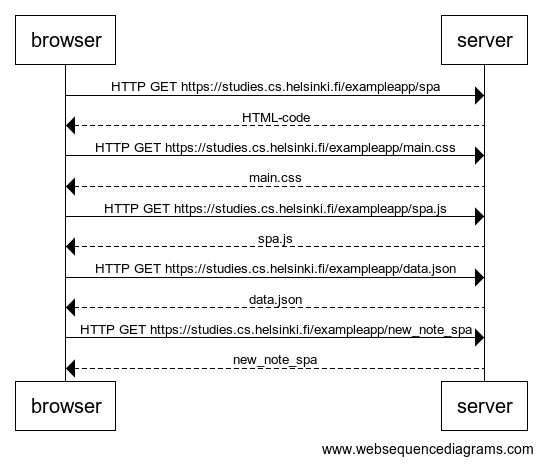 browser server
HTTP GET https://studies.cs.helsinki.fi/exampleapp/spa
HTML-code
HTTP GET https://studies.cs.helsinki.fi/exampleapp/main.css
main.css
HTTP GET https://studies.cs.helsinki.fi/exampleapp/spa.js
spa.js
HTTP GET https://studies.cs.helsinki.fi/exampleapp/data.json
data.json
HTTP GET https://studies.cs.helsinki.fi/exampleapp/new_note_spa
new_note_spa
browser server
www.websequencediagrams.com